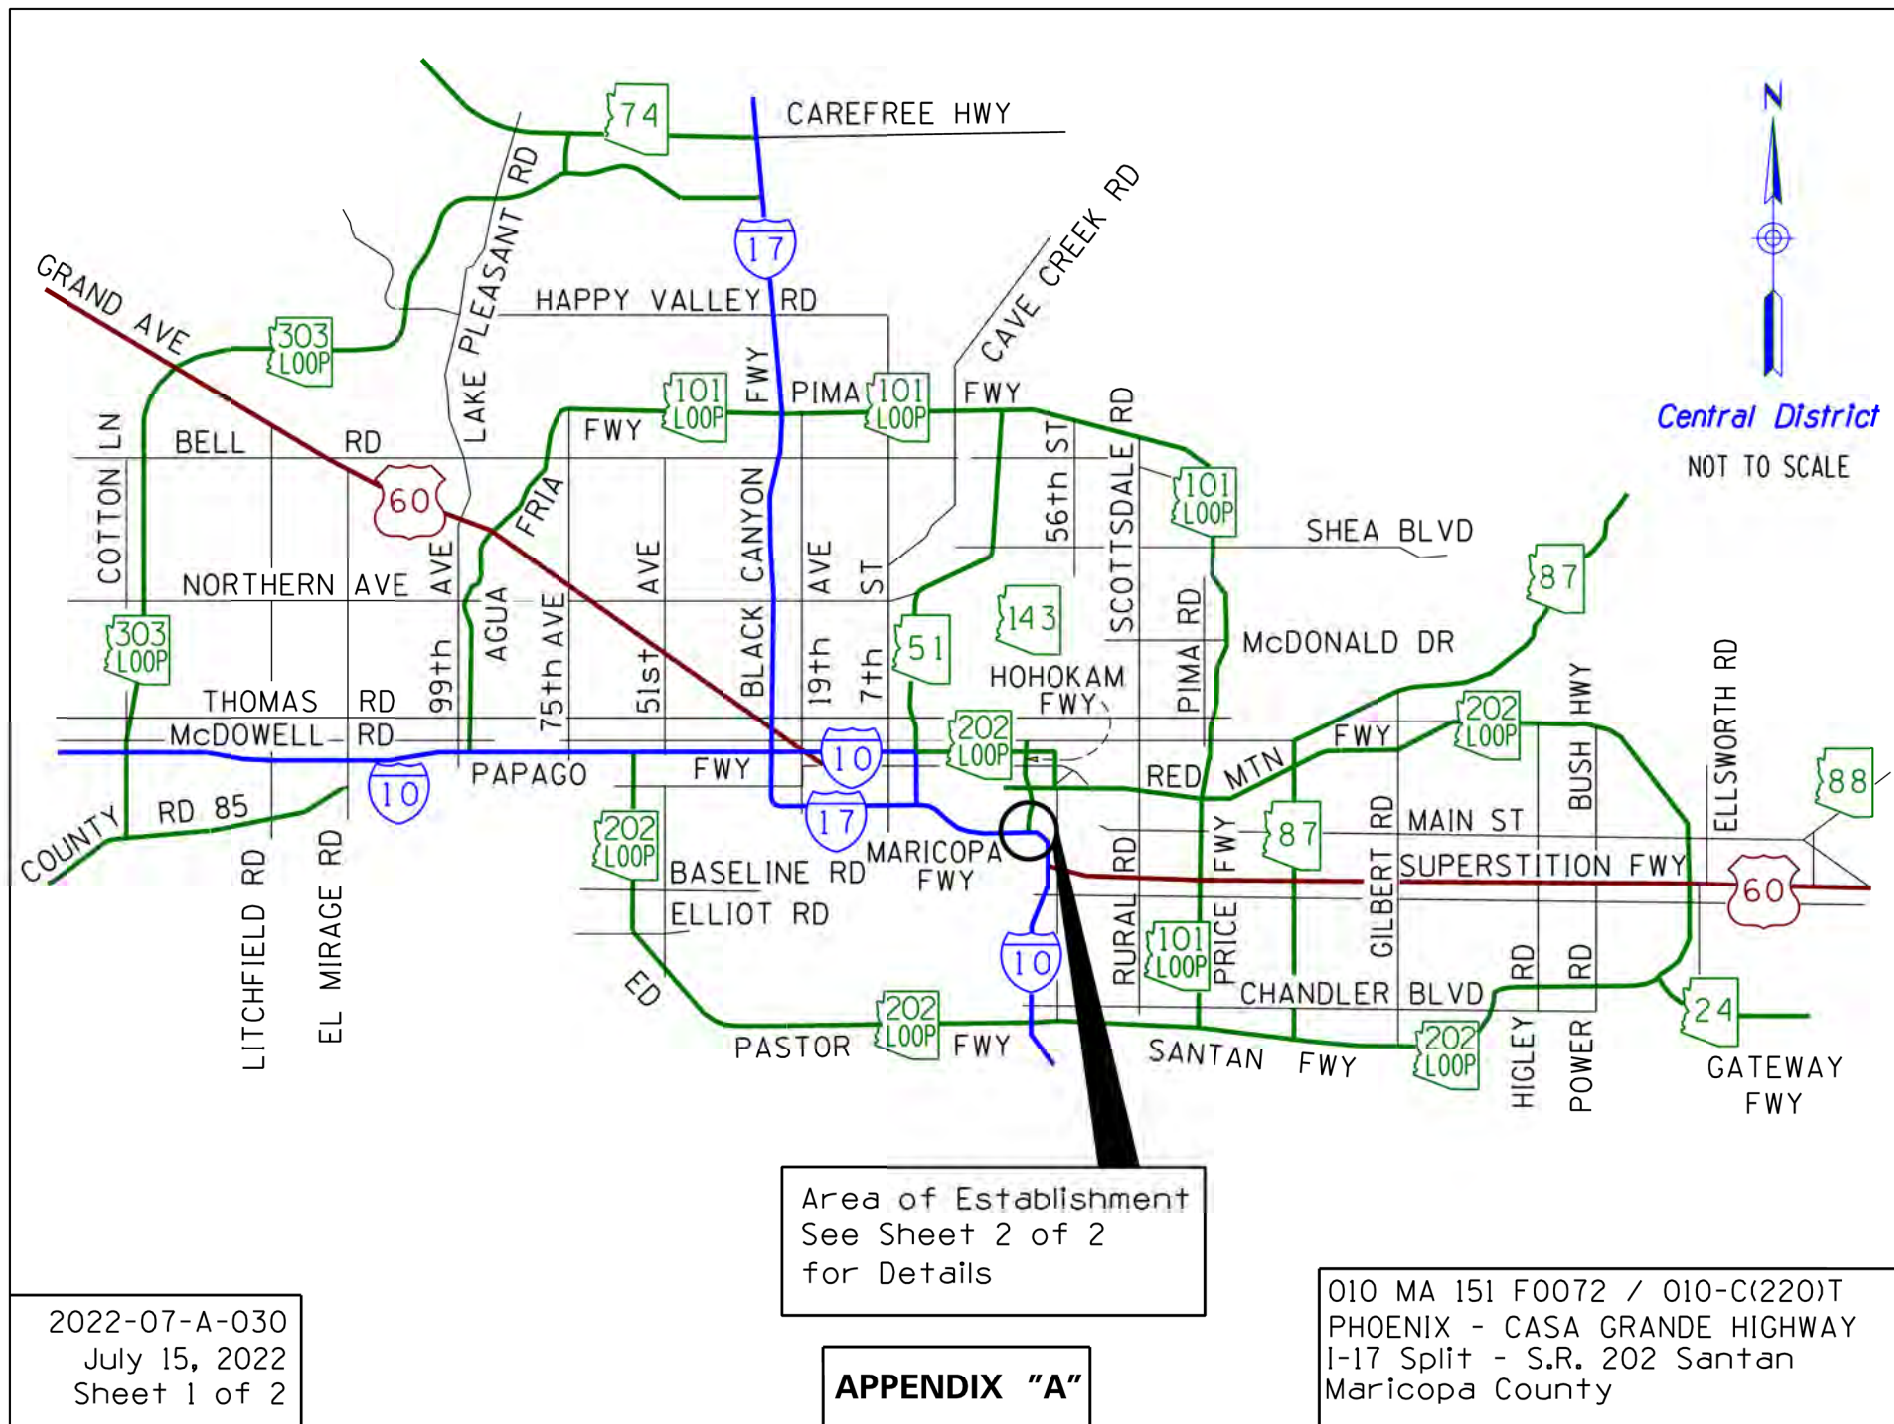 74
CAREFREE HWY
N
LAKE PLEASANT RD
17
CAVE CREEK RD
GRAND AVE
HAPPY VALLEY RD
303
LOOP
101
LOOP
FWY
PIMA
101
LOOP
FWY
Central District
NOT TO SCALE
COTTON LN
BELL RD
FWY
56th ST
SCOTTSDALE RD
60
FRIA
BLACK CANYON
101
LOOP
SHEA BLVD
87
NORTHERN AVE
99th AVE
AGUA
75th AVE
51st AVE
19th AVE
7th ST
143
51
PIMA RD
McDONALD DR
303
LOOP
HOHOKAM
FWY
BUSH HWY
ELLSWORTH RD
THOMAS RD
McDOWELL RD
202
LOOP
202
LOOP
FWY
10
10
PAPAGO FWY
RED MTN
88
COUNTY RD 85
17
202
LOOP
MARICOPA
FWY
87
MAIN ST
SUPERSTITION FWY
60
LITCHFIELD RD
EL MIRAGE RD
BASELINE RD
ELLIOT RD
RURAL RD
PRICE FWY
GILBERT RD
10
101
LOOP
ED
PASTOR
202
LOOP
FWY
CHANDLER BLVD
SANTAN FWY
202
LOOP
HIGLEY RD
POWER RD
24
GATEWAY
FWY
Area of Establishment
See Sheet 2 of 2
for Details
2022-07-A-030
July 15, 2022
Sheet 1 of 2
APPENDIX "A"
010 MA 151 F0072 / 010-C(220)T
PHOENIX - CASA GRANDE HIGHWAY
I-17 Split - S.R. 202 Santan
Maricopa County